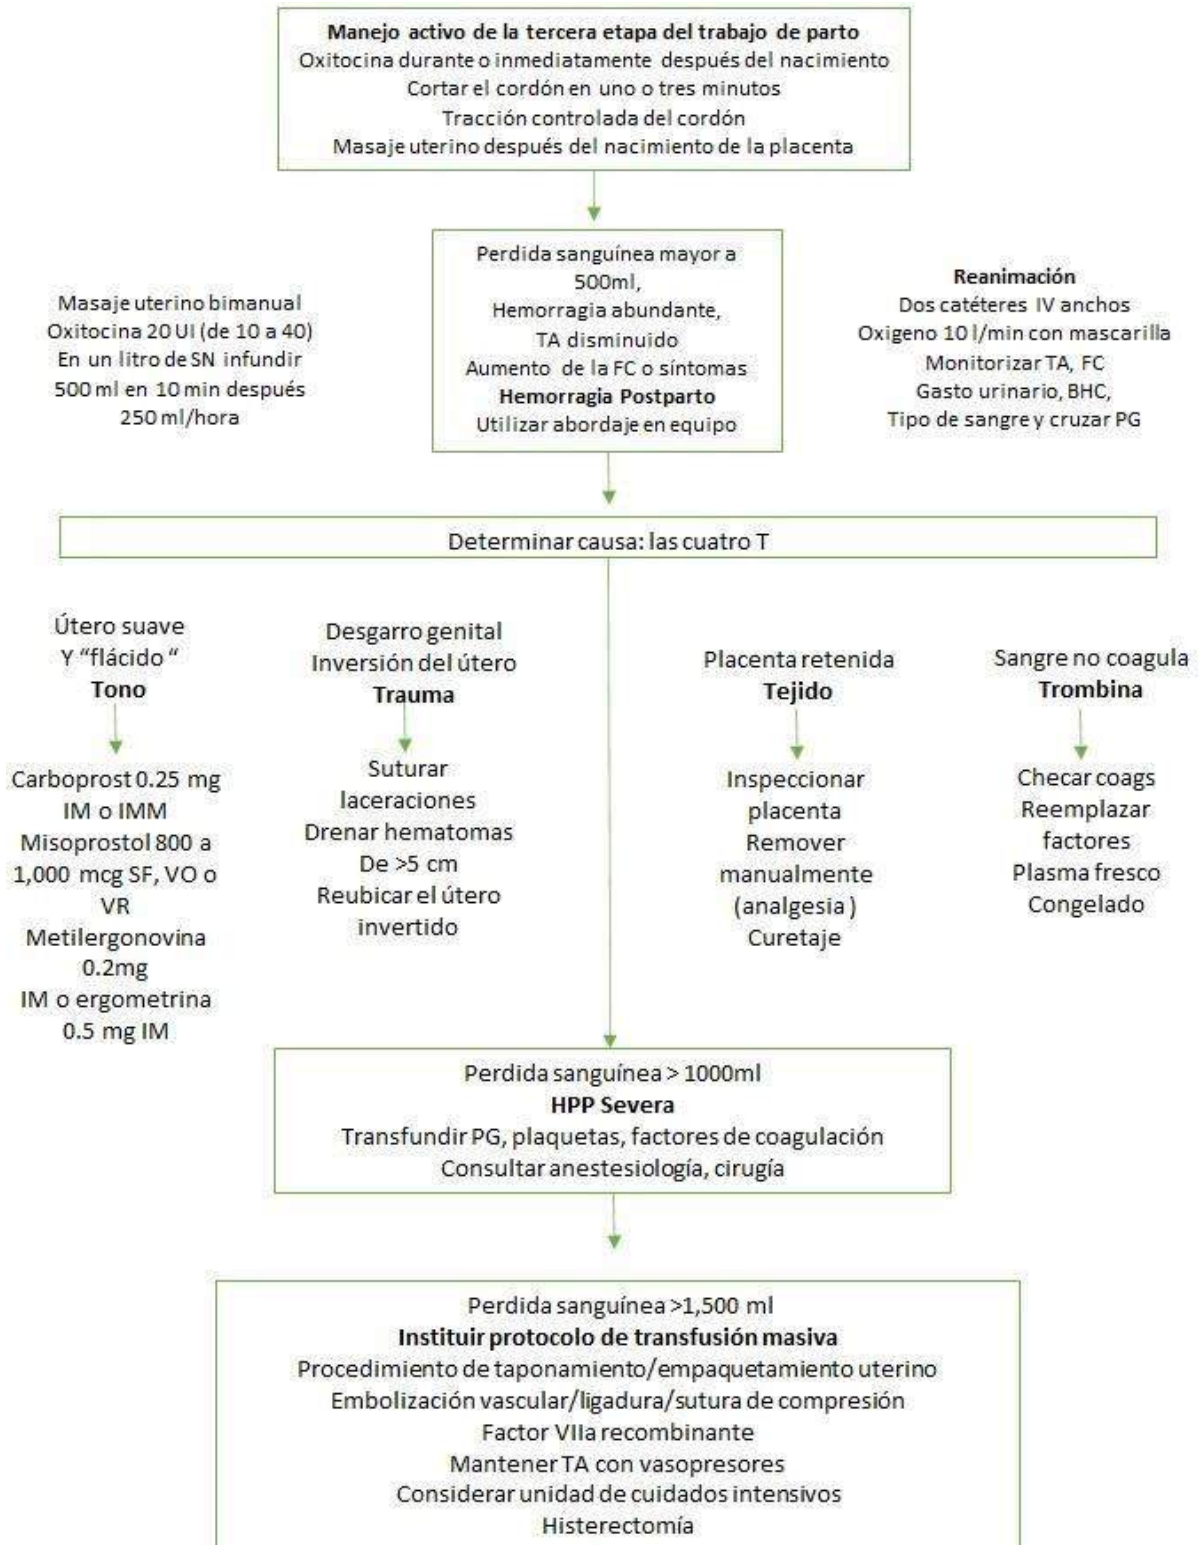 Manejo activo de la tercera etapa del trabajo de parto
Oxitocina durante o inmediatamente después del nacimiento
Cortar el cordón en uno o tres minutos
Tracción controlada del cordón
Masaje uterino después del nacimiento de la placenta
Masaje uterino bimanual
Oxitocina 20 UI (de 10 a 40)
En un litro de SN infundir
500 ml en 10 min después
250 ml/hora
Perdida sanguínea mayor a
500ml,
Hemorragia abundante,
TA disminuido
Aumento de la FC o síntomas
Hemorragia Postparto
Utilizar abordaje en equipo
Reanimación
Dos catéteres IV anchos
Oxigeno 10 l/min con mascarilla
Monitorizar TA, FC
Gasto urinario, BHC,
Tipo de sangre y cruzar PG
Determinar causa: las cuatro T
Útero suave
Y "flácido "
Tono
Carboprost 0.25 mg
IM o IMM
Misoprostol 800 a
1,000 mcg SF, VO o
VR
Metilergonovina
0.2mg
IM o ergometrina
0.5 mg IM
Desgarro genital
Inversión del útero
Trauma
Suturar
laceraciones
Drenar hematomas
De >5 cm
Reubicar el útero
invertido
Placenta retenida
Tejido
Inspeccionar
placenta
Remover
manualmente
(analgesia )
Curetaje
Sangre no coagula
Trombina
Checar coags
Reemplazar
factores
Plasma fresco
Congelado
Perdida sanguínea > 1000ml
HPP Severa
Transfundir PG, plaquetas, factores de coagulación
Consultar anestesiología, cirugía
Perdida sanguínea >1,500 ml
Instituir protocolo de transfusión masiva
Procedimiento de taponamiento/empaquetamiento uterino
Embolización vascular/ligadura/sutura de compresión
Factor VIIa recombinante
Mantener TA con vasopresores
Considerar unidad de cuidados intensivos
Histerectomía